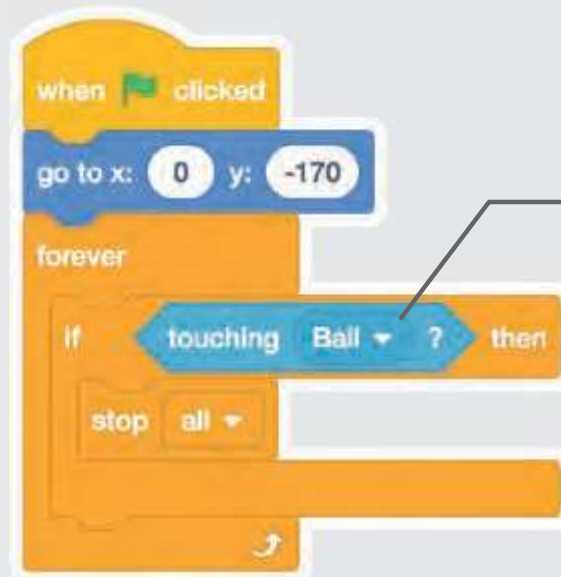 when clicked
go to x: 0 y: -170
forever
if touching Ball ? then
stop all